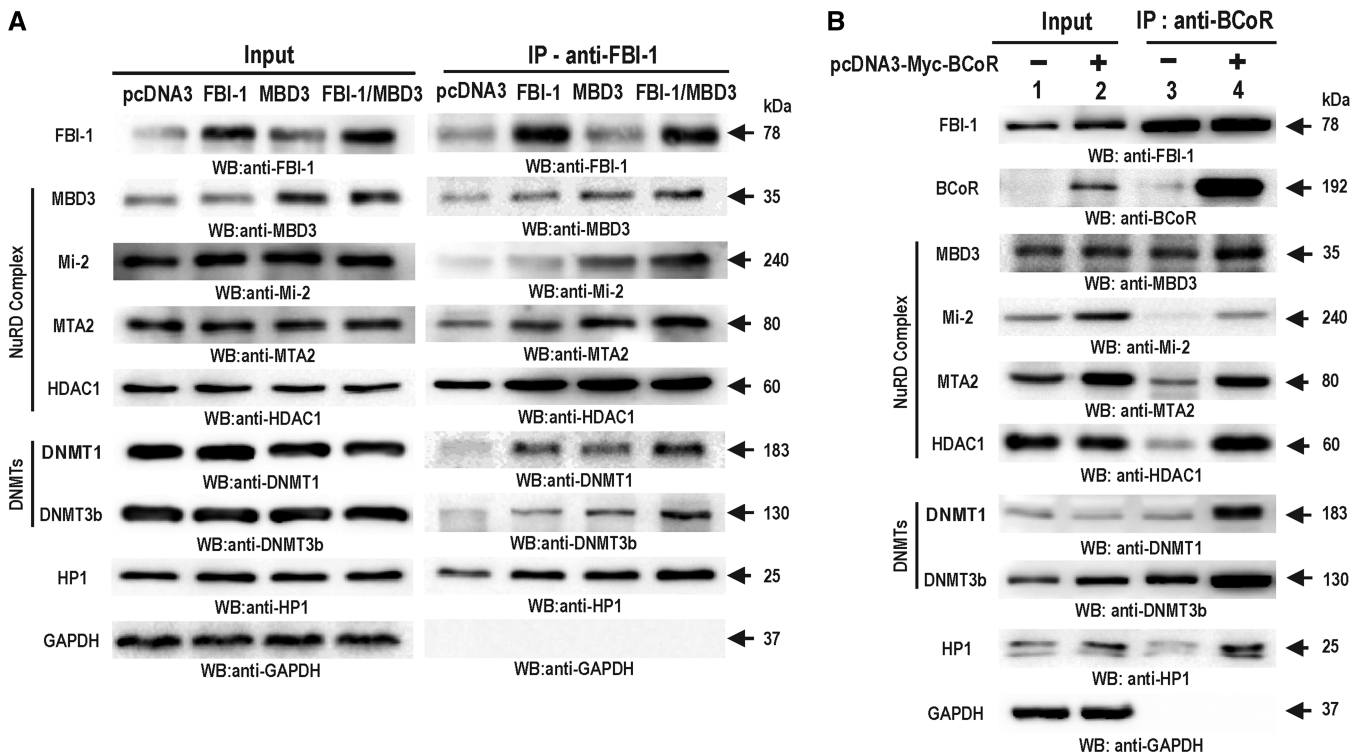 A
Input
IP - anti-FBI-1
pcDNA3 FBI-1 MBD3 FBI-1/MBD3
pcDNA3 FBI-1 MBD3 FBI-1/MBD3
kDa
FBI-1
78
WB:anti-FBI-1
WB:anti-FBI-1
NuRD Complex
MBD3
35
WB:anti-MBD3
WB:anti-MBD3
Mi-2
240
WB:anti-Mi-2
WB:anti-Mi-2
MTA2
80
WB:anti-MTA2
WB:anti-MTA2
HDAC1
60
WB:anti-HDAC1
WB:anti-HDAC1
DNMTs
DNMT1
183
WB:anti-DNMT1
WB:anti-DNMT1
DNMT3b
130
WB:anti-DNMT3b
WB:anti-DNMT3b
HP1
25
WB:anti-HP1
WB:anti-HP1
GAPDH
37
WB:anti-GAPDH
WB:anti-GAPDH
B
Input
IP : anti-BCoR
pcDNA3-Myc-BCoR − + − +
1 2 3 4
kDa
FBI-1
78
WB: anti-FBI-1
BCoR
192
WB: anti-BCoR
NuRD Complex
MBD3
35
WB: anti-MBD3
Mi-2
240
WB: anti-Mi-2
MTA2
80
WB: anti-MTA2
HDAC1
60
WB: anti-HDAC1
DNMTs
DNMT1
183
WB: anti-DNMT1
DNMT3b
130
WB: anti-DNMT3b
HP1
25
WB: anti-HP1
GAPDH
37
WB: anti-GAPDH